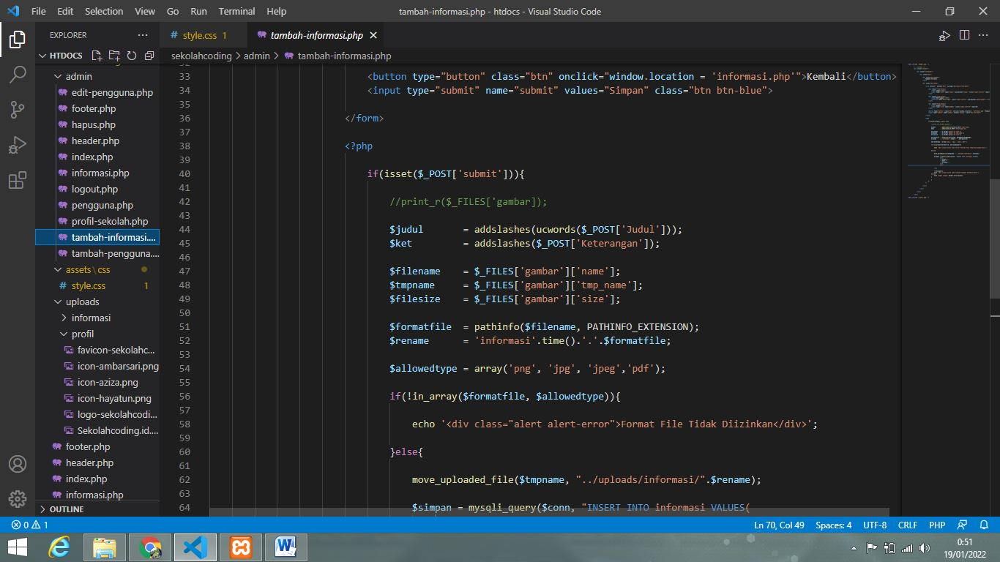 File Edit Selection View Go Run Terminal Help
tambah-informasi.php - htdocs - Visual Studio Code
EXPLORER
# style.css 1
tambah-informasi.php
HTDOCS
sekolahcoding > admin > tambah-informasi.php
admin
edit-pengguna.php
footer.php
hapus.php
header.php
index.php
informasi.php
logout.php
pengguna.php
profil-sekolah.php
tambah-informasi....
tambah-pengguna....
assets\css
# style.css 1
uploads
informasi
profil
favicon-sekolahc...
icon-ambarsari.png
icon-aziza.png
icon-hayatun.png
logo-sekolahcodi...
Sekolahcoding.id....
footer.php
header.php
index.php
informasi.php
OUTLINE
32
33 <button type="button" class="btn" onclick="window.location = 'informasi.php'">Kembali</button>
34 <input type="submit" name="submit" values="Simpan" class="btn btn-blue">
35
36 </form>
37
38 <?php
39
40 if(isset($_POST['submit'])){
41
42 //print_r($_FILES['gambar]);
43
44 $judul = addslashes(ucwords($_POST['Judul']));
45 $ket = addslashes($_POST['Keterangan']);
46
47 $filename = $_FILES['gambar']['name'];
48 $tmpname = $_FILES['gambar']['tmp_name'];
49 $filesize = $_FILES['gambar']['size'];
50
51 $formatfile = pathinfo($filename, PATHINFO_EXTENSION);
52 $rename = 'informasi'.time().'.'.$formatfile;
53
54 $allowedtype = array('png', 'jpg', 'jpeg','pdf');
55
56 if(!in_array($formatfile, $allowedtype)){
57
58 echo '<div class="alert alert-error">Format File Tidak Diizinkan</div>';
59
60 }else{
61
62 move_uploaded_file($tmpname, "../uploads/informasi/".$rename);
63
64 $simpan = mysqli_query($conn, "INSERT INTO informasi VALUES(
0 1
Ln 70, Col 49 Spaces: 4 UTF-8 CRLF PHP
0:51
19/01/2022